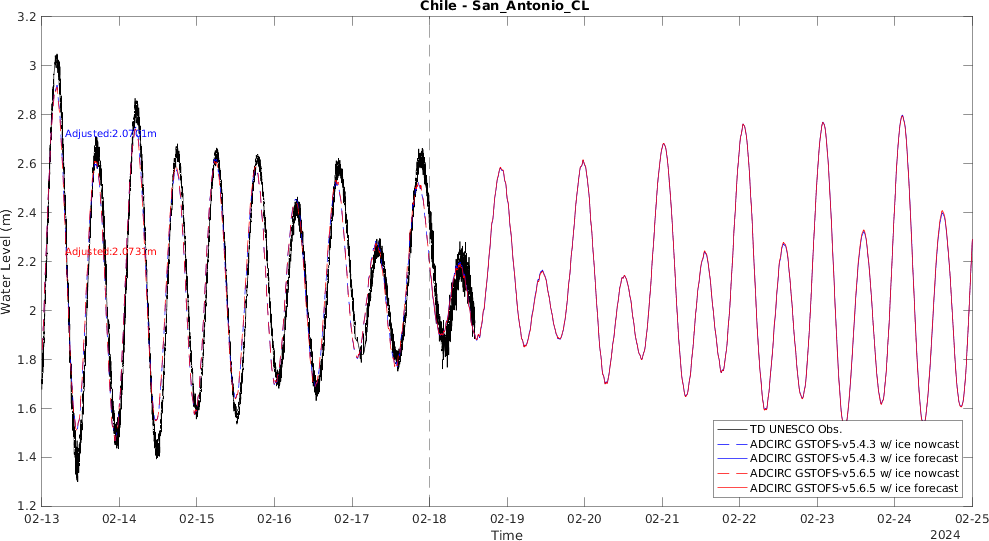 Chile - San_Antonio_CL
Water Level (m)
3.2
3
2.8
2.6
2.4
2.2
2
1.8
1.6
1.4
1.2
Adjusted:2.0701m
Adjusted:2.0731m
TD UNESCO Obs.
ADCIRC GSTOFS-v5.4.3 w/ ice nowcast
ADCIRC GSTOFS-v5.4.3 w/ ice forecast
ADCIRC GSTOFS-v5.6.5 w/ ice nowcast
ADCIRC GSTOFS-v5.6.5 w/ ice forecast
02-13 02-14 02-15 02-16 02-17 02-18 02-19 02-20 02-21 02-22 02-23 02-24 02-25
Time
2024